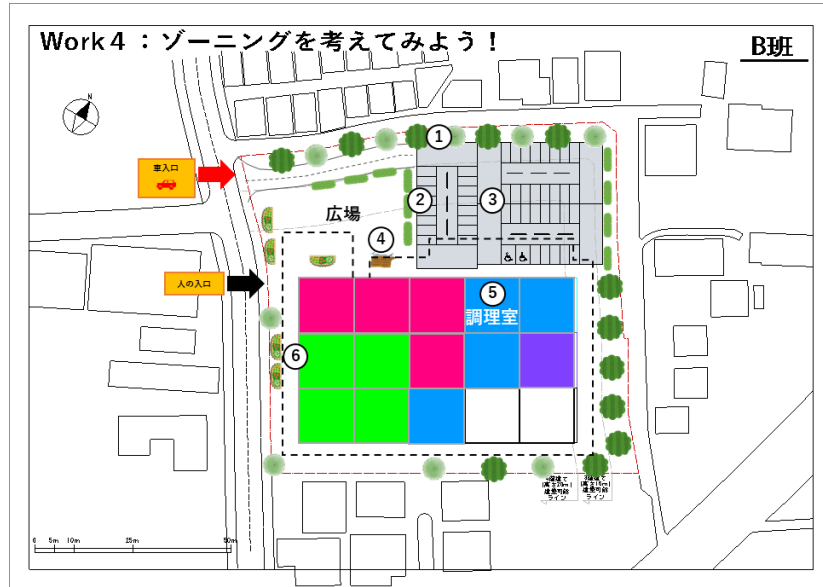 Work4：ゾーニングを考えてみよう！
B班
N
車入口
人の入口
広場
①
②
③
④
⑤
調理室
⑥
0 5m 10m 25m 50m